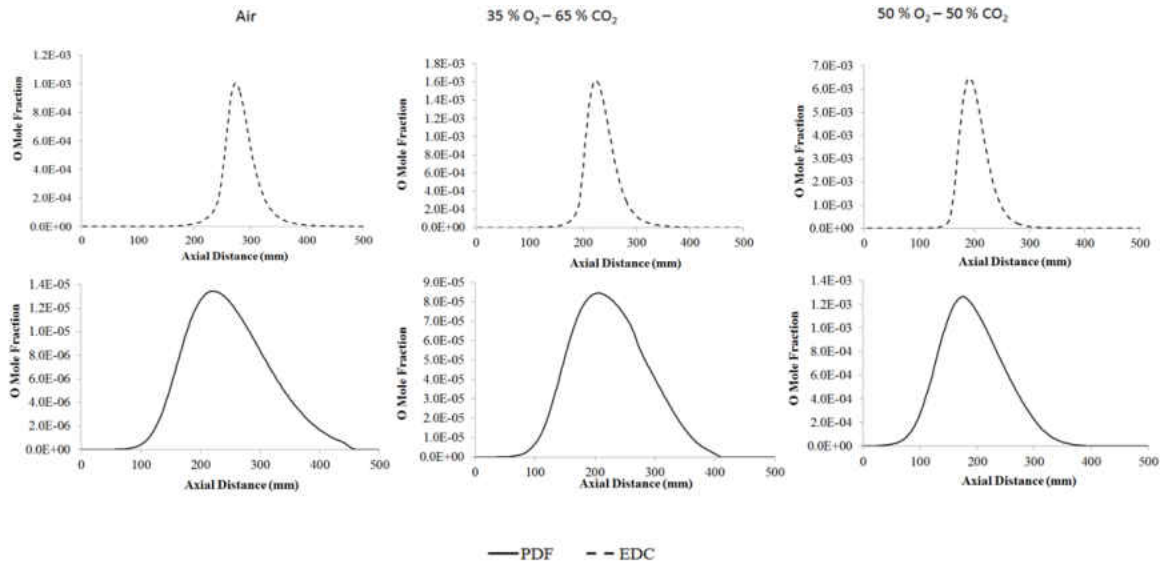 Air
35 % O₂ – 65 % CO₂
50 % O₂ – 50 % CO₂
O Mole Fraction
1.2E-03
1.0E-03
8.0E-04
6.0E-04
4.0E-04
2.0E-04
0.0E+00
0 100 200 300 400 500
Axial Distance (mm)
O Mole Fraction
1.8E-03
1.6E-03
1.4E-03
1.2E-03
1.0E-03
8.0E-04
6.0E-04
4.0E-04
2.0E-04
0.0E+00
0 100 200 300 400 500
Axial Distance (mm)
O Mole Fraction
7.0E-03
6.0E-03
5.0E-03
4.0E-03
3.0E-03
2.0E-03
1.0E-03
0.0E+00
0 100 200 300 400 500
Axial Distance (mm)
O Mole Fraction
1.4E-05
1.2E-05
1.0E-05
8.0E-06
6.0E-06
4.0E-06
2.0E-06
0.0E+00
0 100 200 300 400 500
Axial Distance (mm)
O Mole Fraction
9.0E-05
8.0E-05
7.0E-05
6.0E-05
5.0E-05
4.0E-05
3.0E-05
2.0E-05
1.0E-05
0.0E+00
0 100 200 300 400 500
Axial Distance (mm)
O Mole Fraction
1.4E-03
1.2E-03
1.0E-03
8.0E-04
6.0E-04
4.0E-04
2.0E-04
0.0E+00
0 100 200 300 400 500
Axial Distance (mm)
PDF EDC